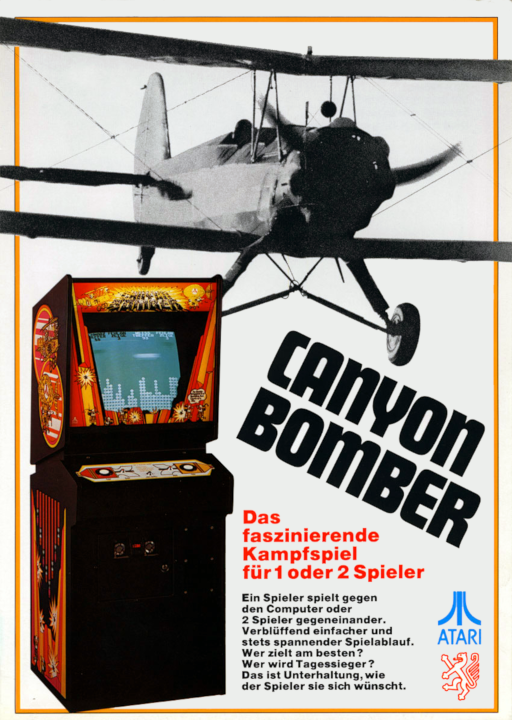 CANYON
BOMBER
Das
faszinierende
Kampfspiel
für 1 oder 2 Spieler
Ein Spieler spielt gegen
den Computer oder
2 Spieler gegeneinander.
Verblüffend einfacher und
stets spannender Spielablauf.
Wer zielt am besten?
Wer wird Tagessieger?
Das ist Unterhaltung, wie
der Spieler sie sich wünscht.
ATARI